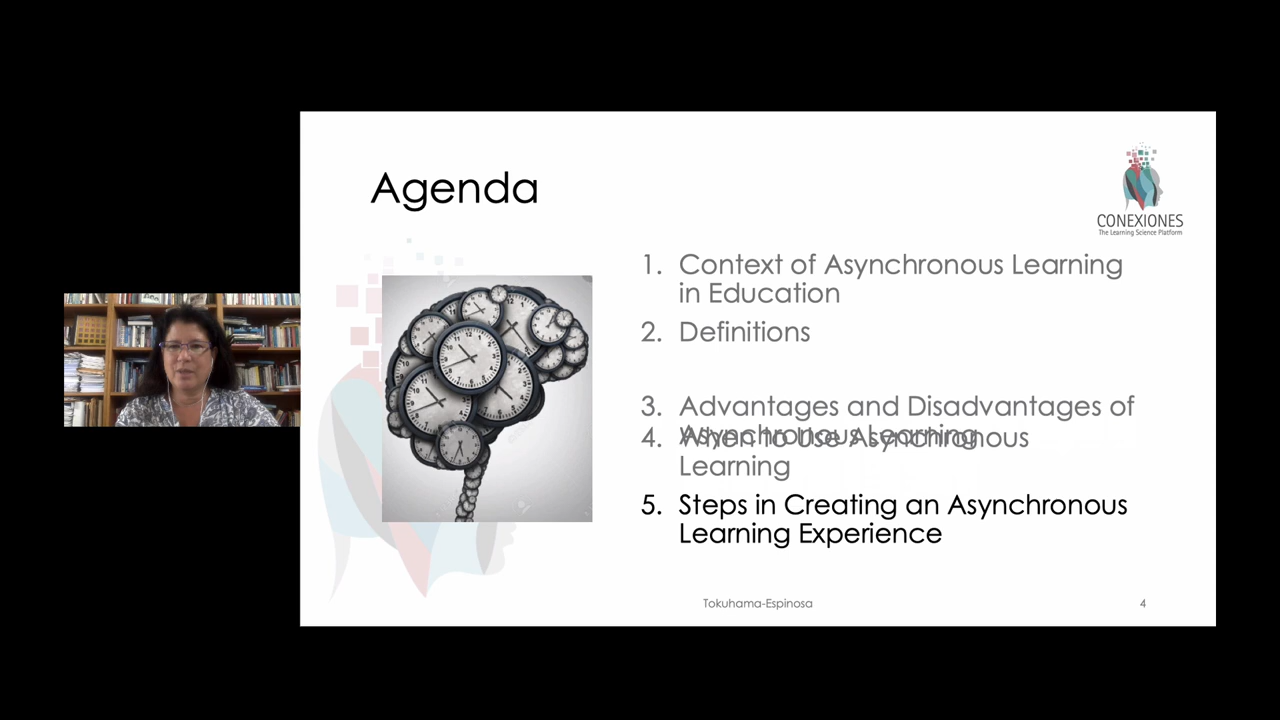 Agenda
CONEXIONES
The Learning Science Platform
1. Context of Asynchronous Learning
in Education
2. Definitions
3. Advantages and Disadvantages of
Asynchronous Learning
4. When to Use Asynchronous
Learning
5. Steps in Creating an Asynchronous
Learning Experience
Tokuhama-Espinosa
4